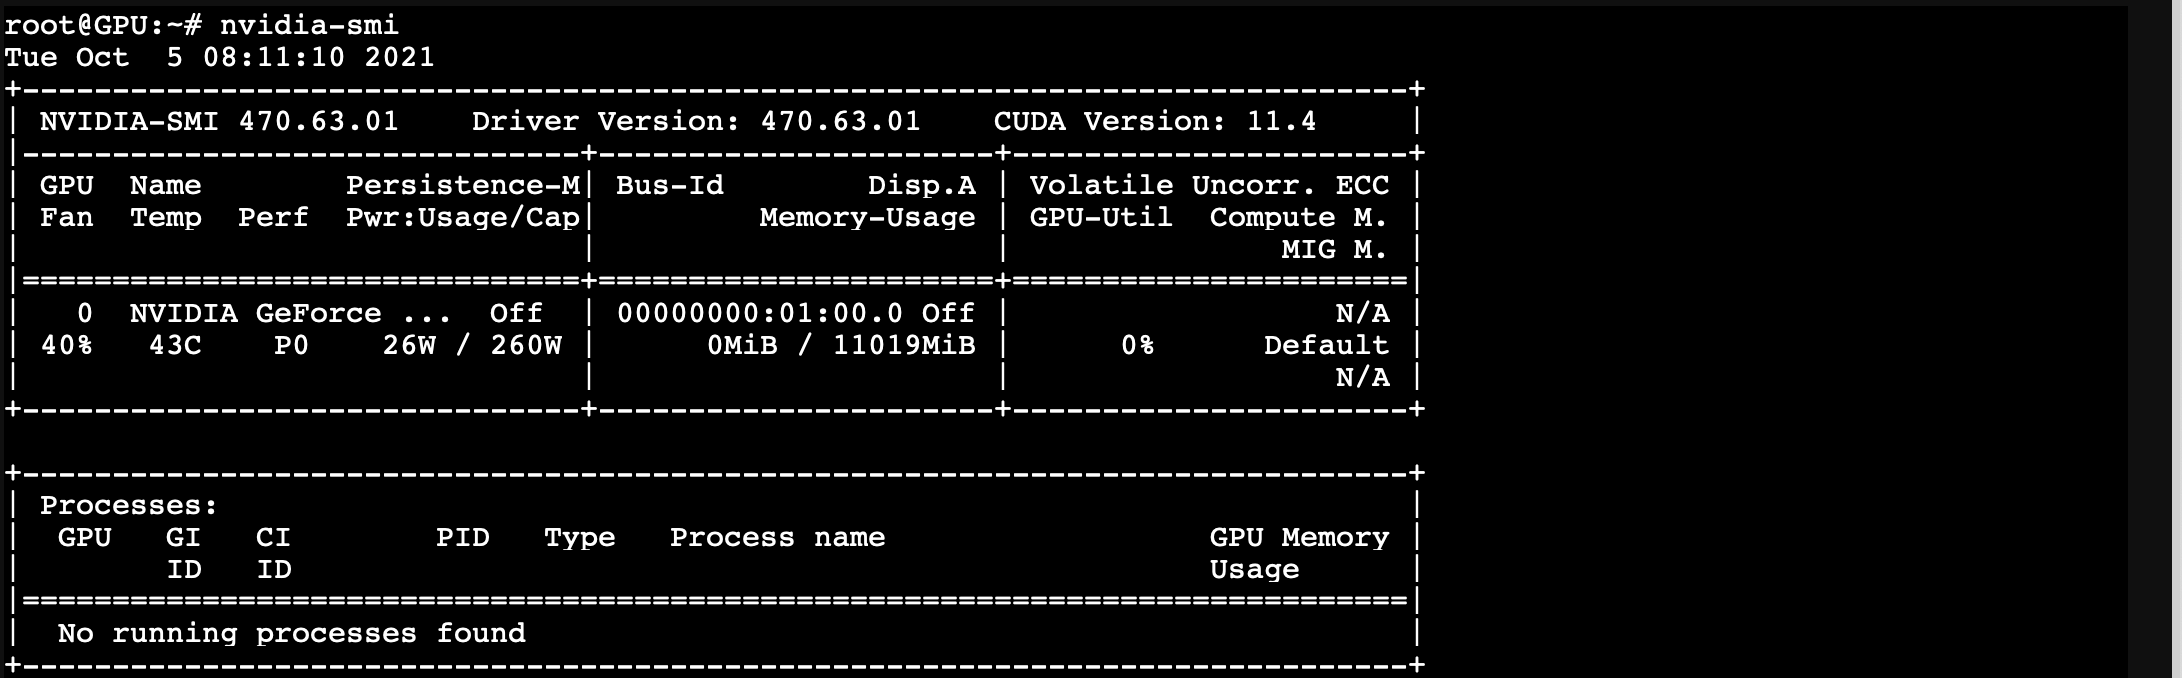 root@GPU:~# nvidia-smi
Tue Oct  5 08:11:10 2021
+-----------------------------------------------------------------------------+
| NVIDIA-SMI 470.63.01    Driver Version: 470.63.01    CUDA Version: 11.4     |
|-------------------------------+----------------------+----------------------+
| GPU  Name        Persistence-M| Bus-Id        Disp.A | Volatile Uncorr. ECC |
| Fan  Temp  Perf  Pwr:Usage/Cap|         Memory-Usage | GPU-Util  Compute M. |
|                               |                      |               MIG M. |
|===============================+======================+======================|
|   0  NVIDIA GeForce ...  Off  | 00000000:01:00.0 Off |                  N/A |
| 40%   43C    P0    26W / 260W |      0MiB / 11019MiB |      0%      Default |
|                               |                      |                  N/A |
+-------------------------------+----------------------+----------------------+

+-----------------------------------------------------------------------------+
| Processes:                                                                  |
|  GPU   GI   CI        PID   Type   Process name                  GPU Memory |
|        ID   ID                                                   Usage      |
|=============================================================================|
|  No running processes found                                                 |
+-----------------------------------------------------------------------------+